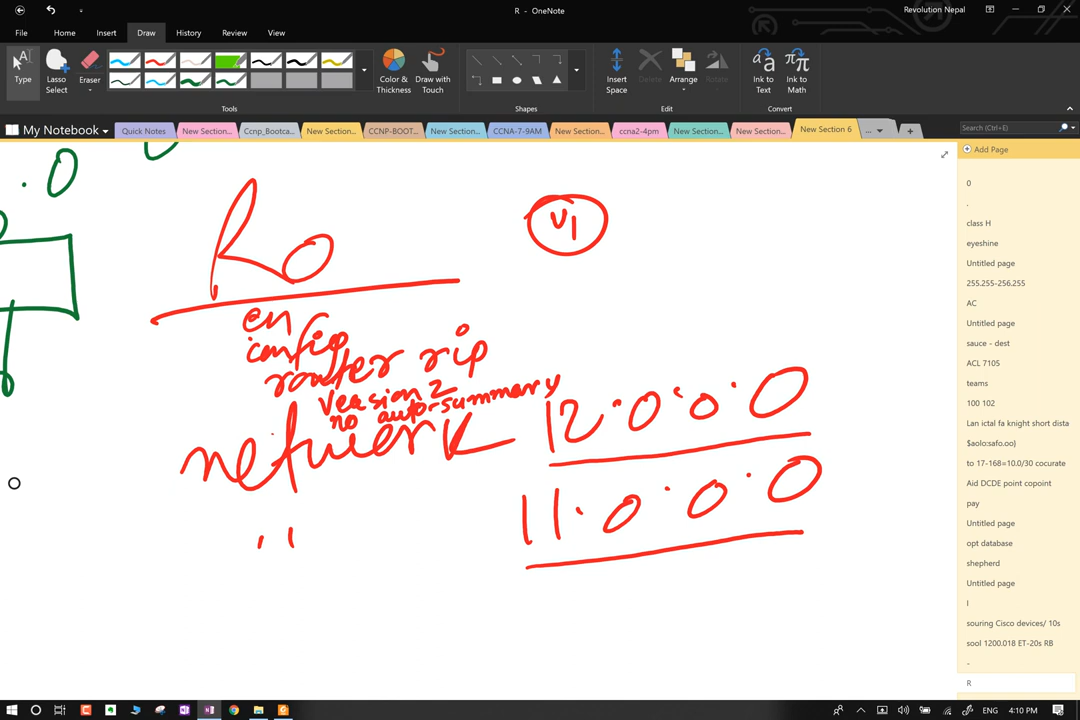 R - OneNote
Revolution Nepal
File Home Insert Draw History Review View
Type
Lasso Select
Eraser
Color & Thickness
Draw with Touch
Insert Space
Delete
Arrange
Rotate
Ink to Text
Ink to Math
Tools Shapes Edit Convert
My Notebook
Quick Notes New Section... Ccnp_Bootca... New Section... CCNP-BOOT... New Section... CCNA-7-9AM New Section... ccna2-4pm New Section... New Section... New Section 6 ... +
Search (Ctrl+E)
.0
R0
V1
en
config
router rip
version 2
no auto-summary
network 12.0.0.0
" 11.0.0.0
Add Page
0
.
class H
eyeshine
Untitled page
255.255-256.255
AC
Untitled page
sauce - dest
ACL 7105
teams
100 102
Lan ictal fa knight short dista
$aolo:safo.oo)
to 17-168=10.0/30 cocurate
Aid DCDE point copoint
pay
Untitled page
opt database
shepherd
Untitled page
I
souring Cisco devices/ 10s
sool 1200.018 ET-20s RB
-
R
ENG 4:10 PM